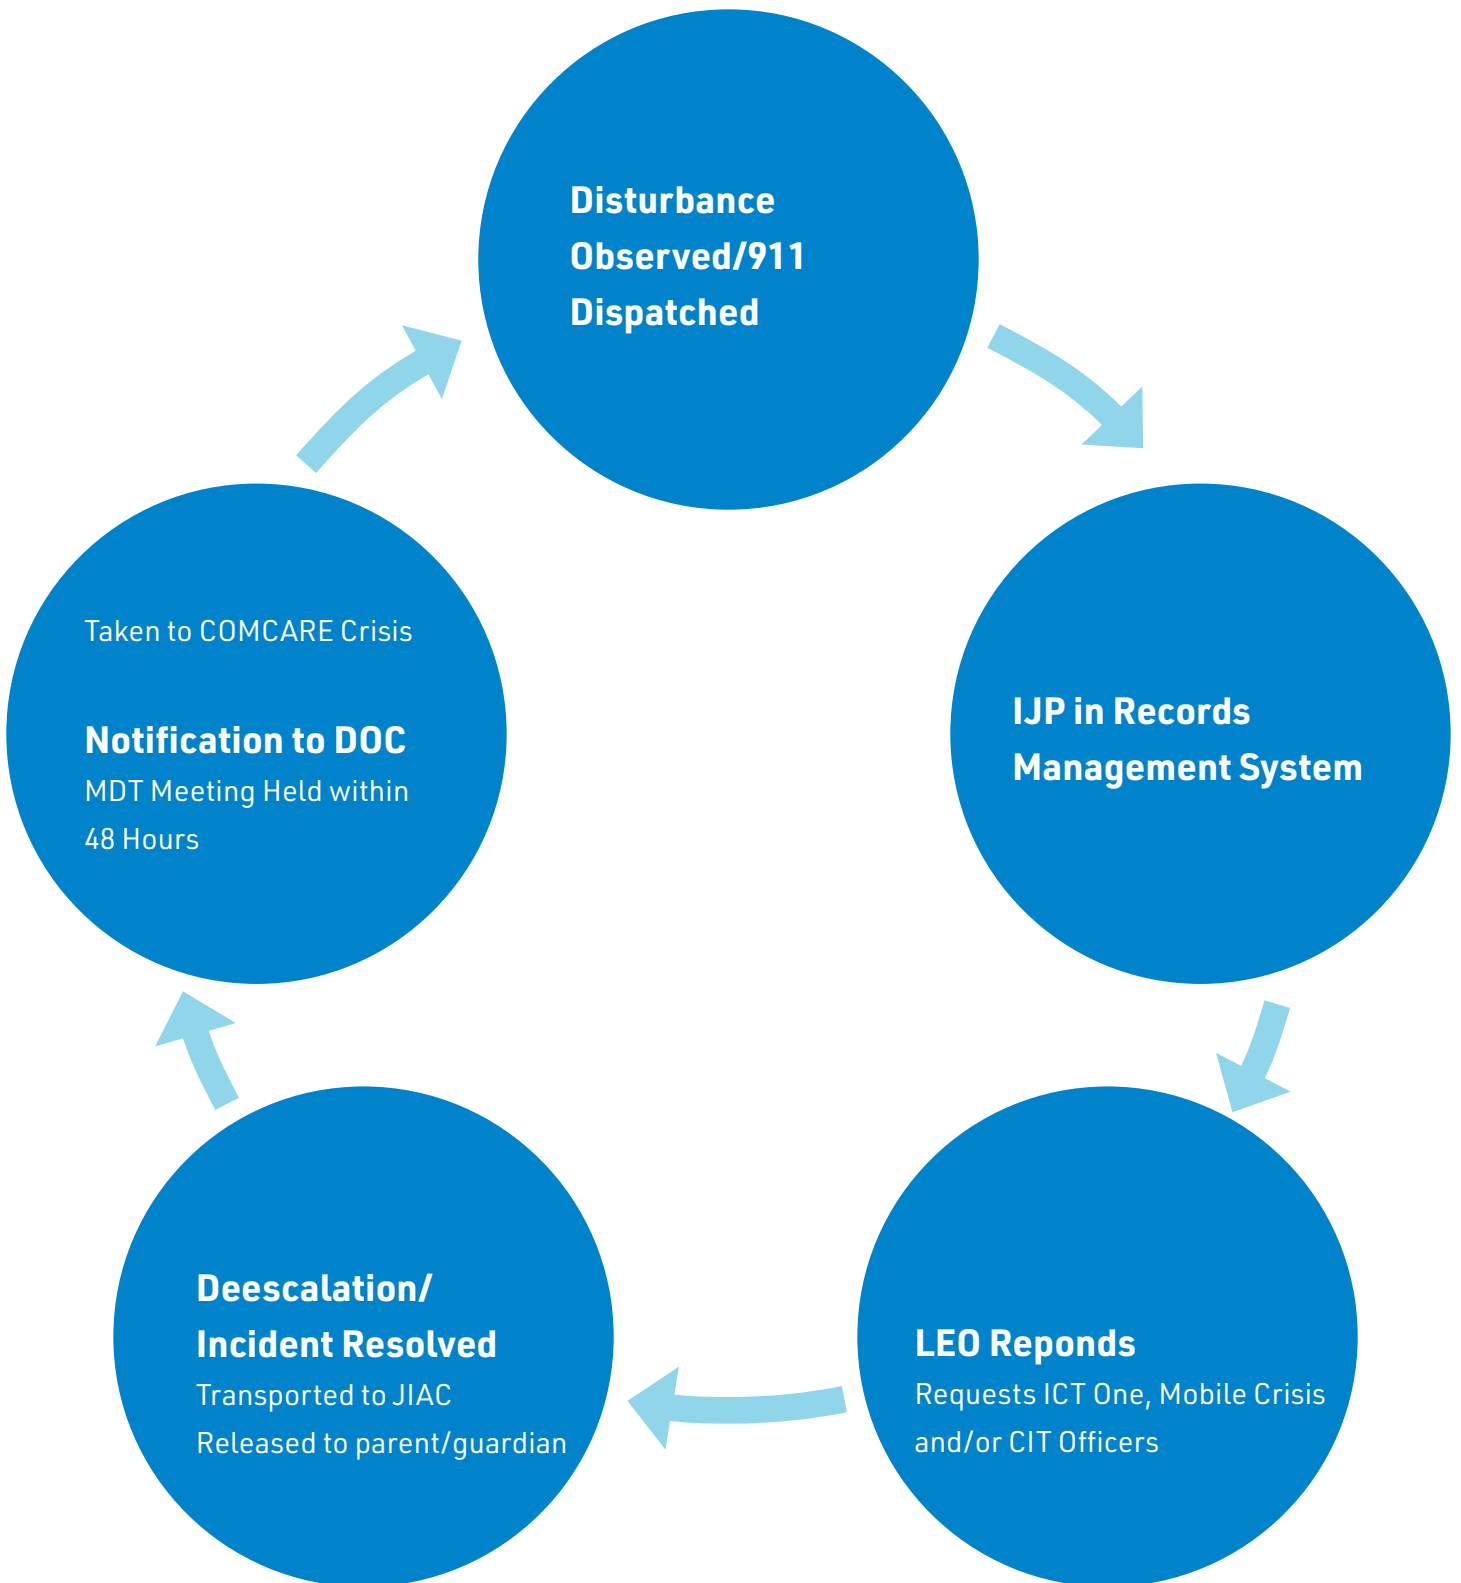 Disturbance
Observed/911
Dispatched
IJP in Records
Management System
LEO Reponds
Requests ICT One, Mobile Crisis
and/or CIT Officers
Deescalation/
Incident Resolved
Transported to JIAC
Released to parent/guardian
Taken to COMCARE Crisis
Notification to DOC
MDT Meeting Held within
48 Hours